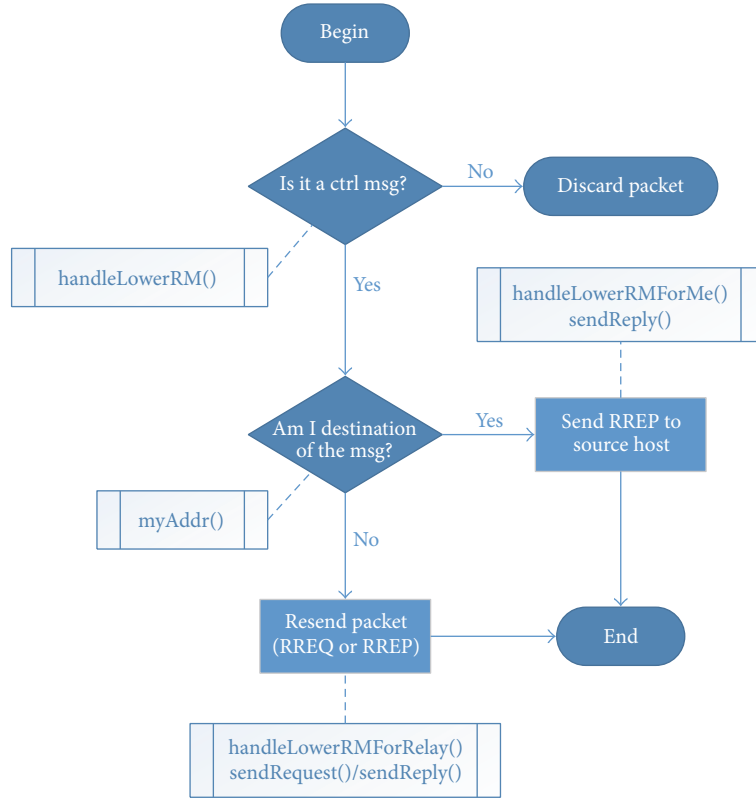 Begin
Is it a ctrl msg?
No
Discard packet
handleLowerRM()
Yes
handleLowerRMForMe()
sendReply()
Am I destination
of the msg?
Yes
Send RREP to
source host
myAddr()
No
Resend packet
(RREQ or RREP)
End
handleLowerRMForRelay()
sendRequest()/sendReply()